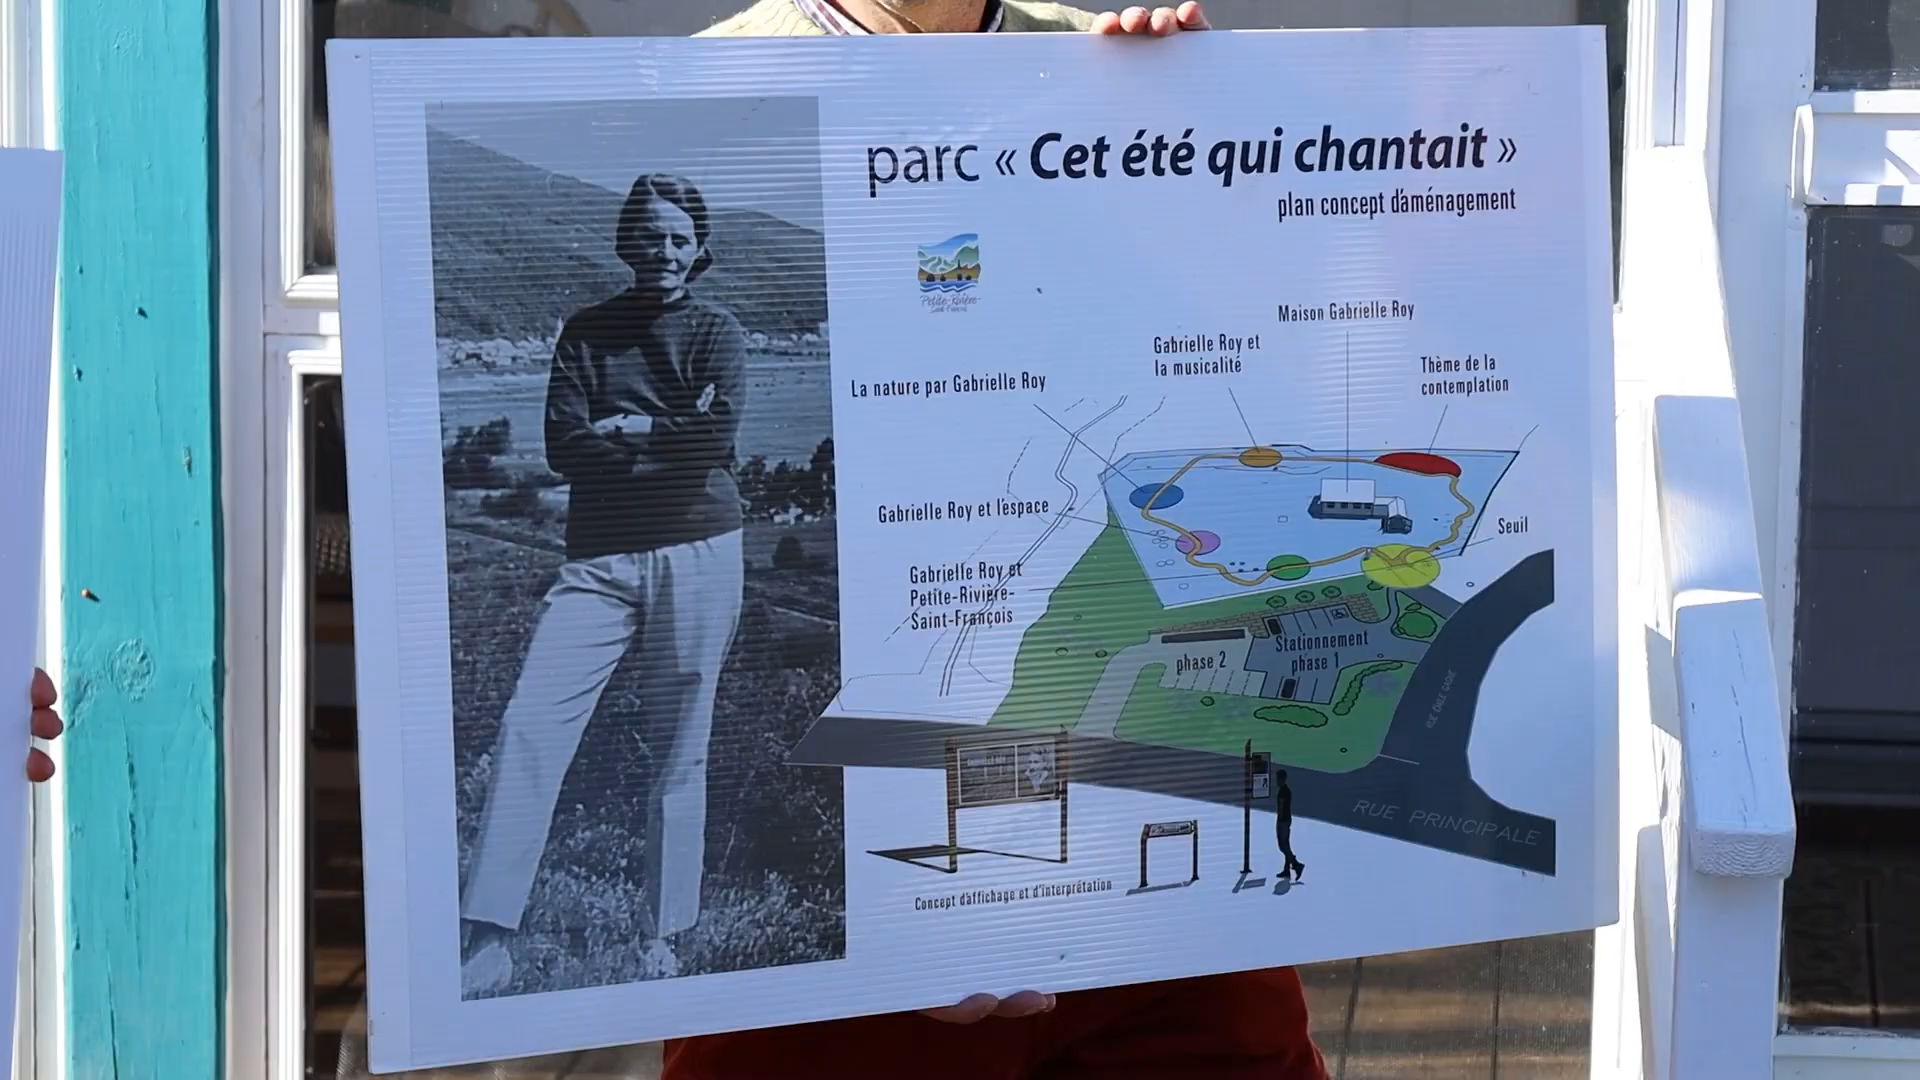 parc « Cet été qui chantait »
plan concept d'aménagement
Petite-Rivière-
Saint-François
Maison Gabrielle Roy
Gabrielle Roy et
la musicalité
Thème de la
contemplation
La nature par Gabrielle Roy
Gabrielle Roy et l'espace
Seuil
Gabrielle Roy et
Petite-Rivière-
Saint-François
Stationnement
phase 1
phase 2
RUE PRINCIPALE
Concept d'affichage et d'interprétation